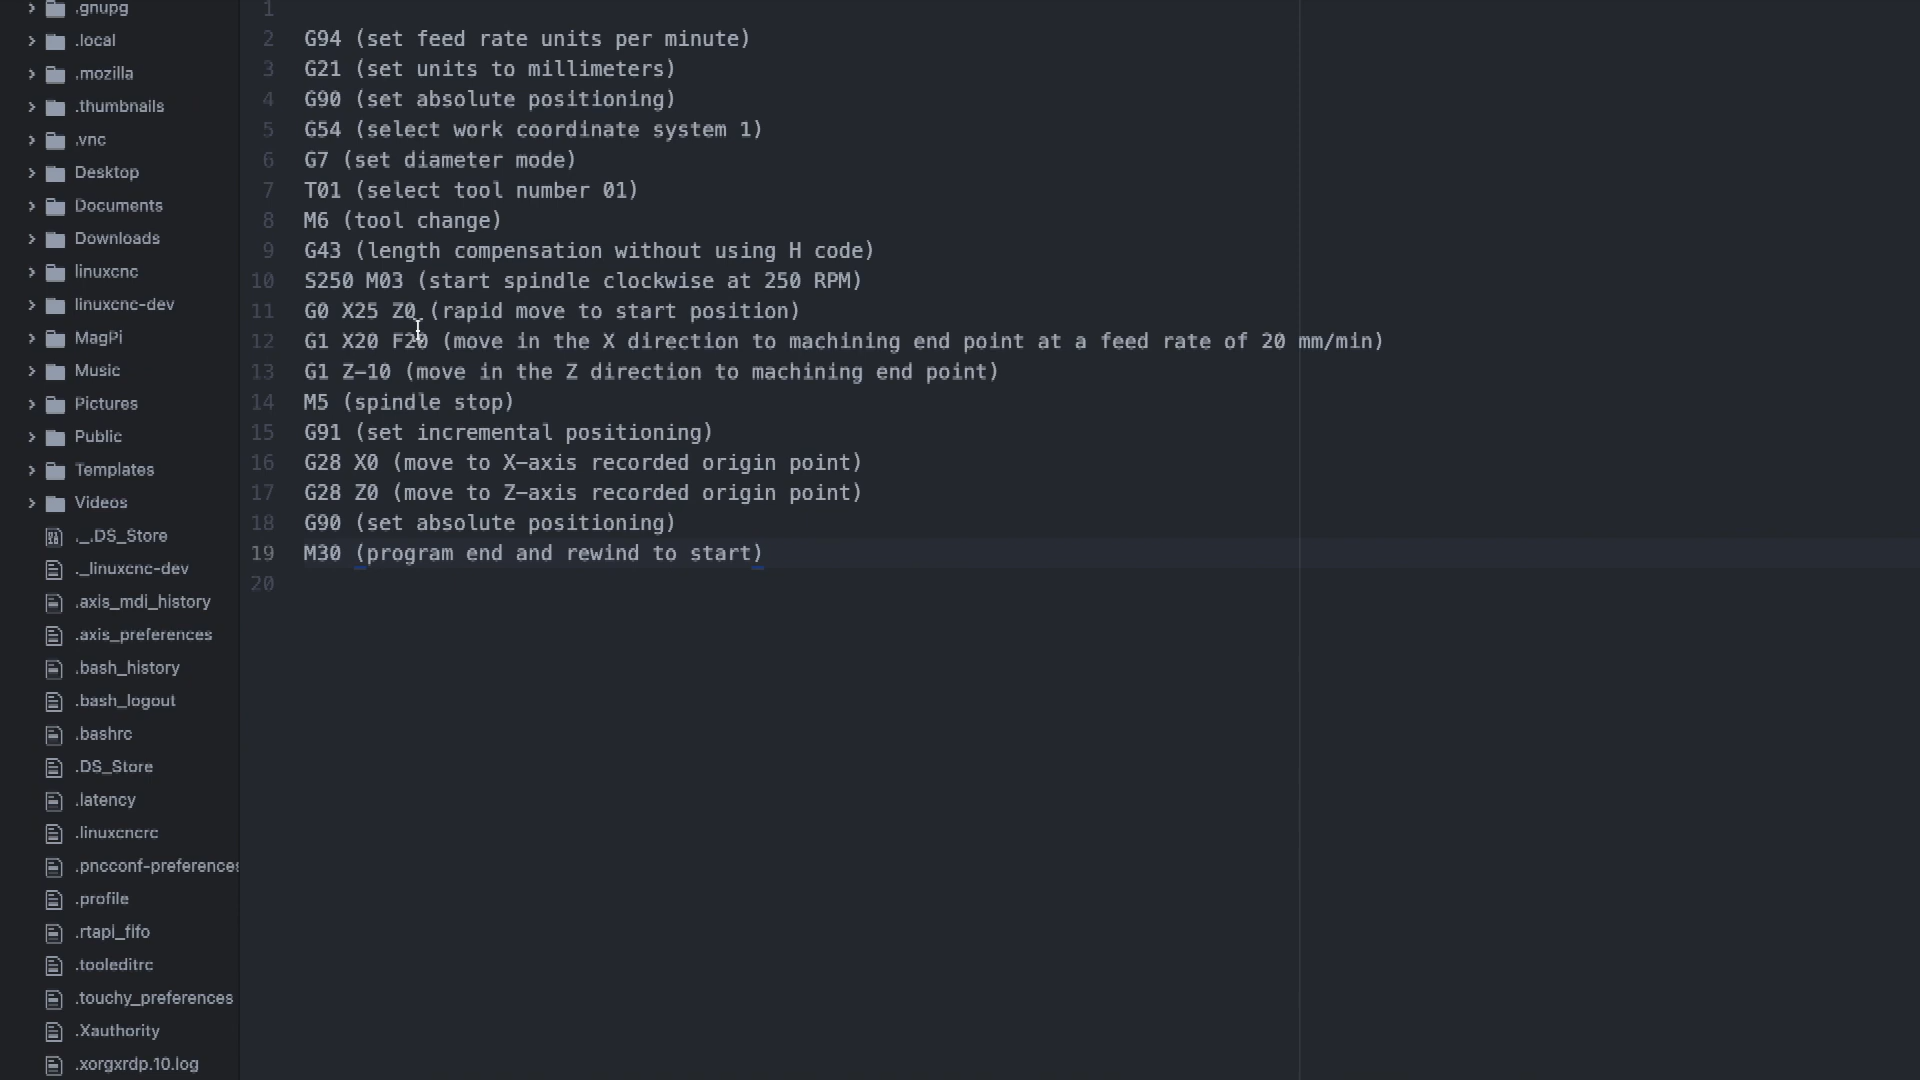 .gnupg
.local
.mozilla
.thumbnails
.vnc
Desktop
Documents
Downloads
linuxcnc
linuxcnc-dev
MagPi
Music
Pictures
Public
Templates
Videos
._.DS_Store
._linuxcnc-dev
.axis_mdi_history
.axis_preferences
.bash_history
.bash_logout
.bashrc
.DS_Store
.latency
.linuxcncrc
.pncconf-preferences
.profile
.rtapi_fifo
.tooleditrc
.touchy_preferences
.Xauthority
.xorgxrdp.10.log
1
2 G94 (set feed rate units per minute)
3 G21 (set units to millimeters)
4 G90 (set absolute positioning)
5 G54 (select work coordinate system 1)
6 G7 (set diameter mode)
7 T01 (select tool number 01)
8 M6 (tool change)
9 G43 (length compensation without using H code)
10 S250 M03 (start spindle clockwise at 250 RPM)
11 G0 X25 Z0 (rapid move to start position)
12 G1 X20 F20 (move in the X direction to machining end point at a feed rate of 20 mm/min)
13 G1 Z-10 (move in the Z direction to machining end point)
14 M5 (spindle stop)
15 G91 (set incremental positioning)
16 G28 X0 (move to X-axis recorded origin point)
17 G28 Z0 (move to Z-axis recorded origin point)
18 G90 (set absolute positioning)
19 M30 (program end and rewind to start)
20